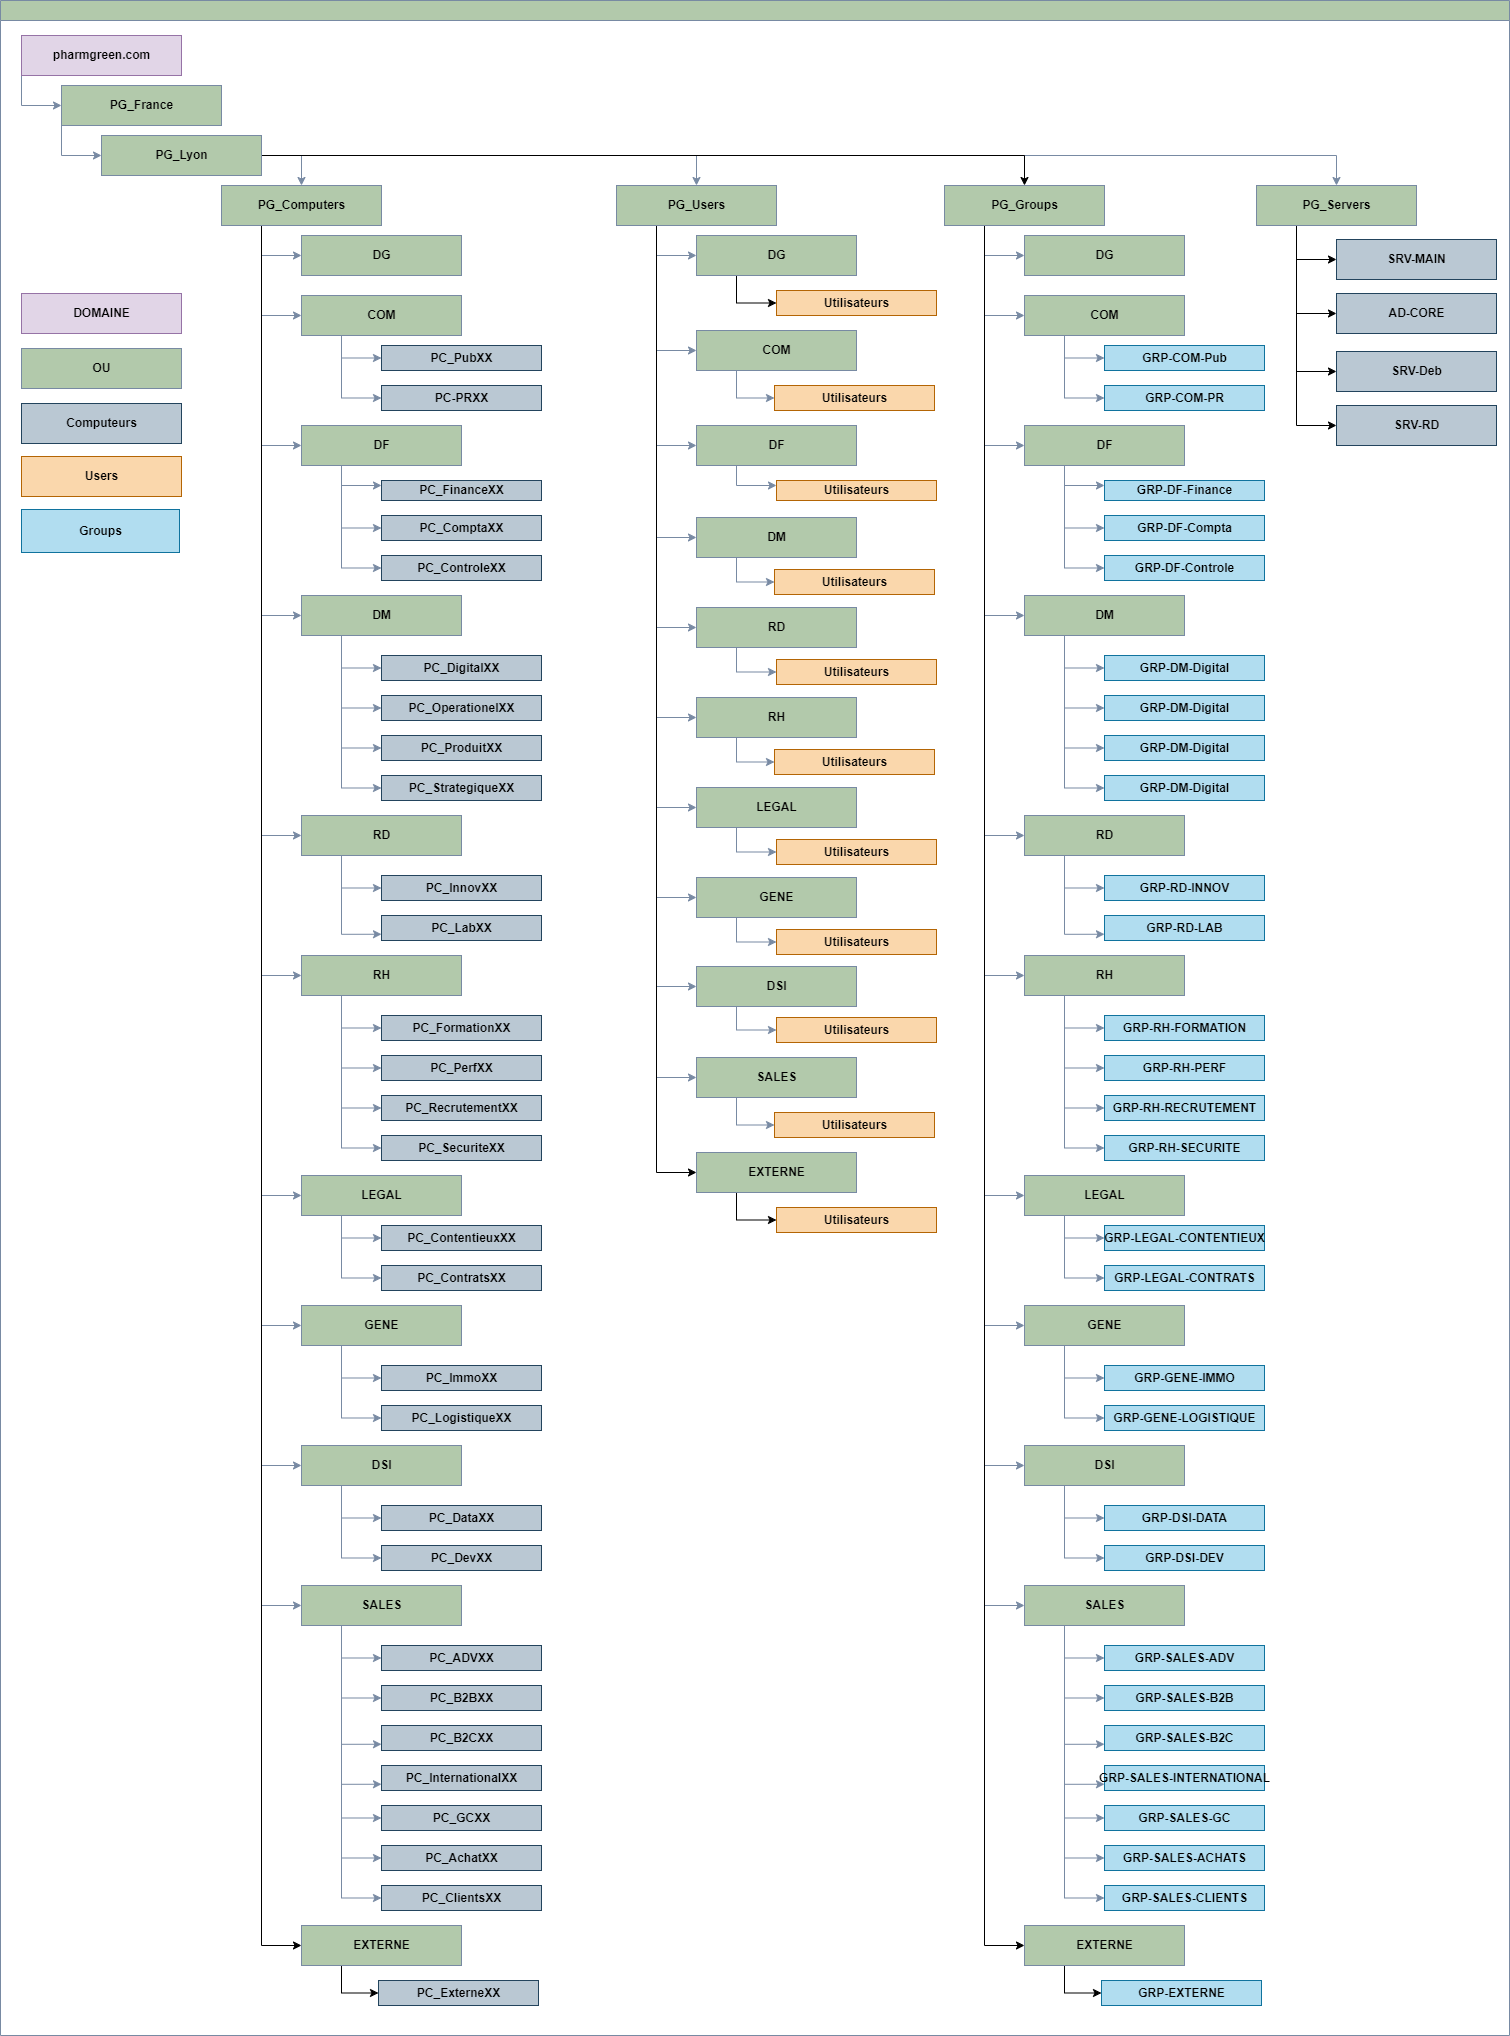 pharmgreen.com
PG_France
PG_Lyon
PG_Computers
PG_Users
PG_Groups
PG_Servers
DOMAINE
OU
Computeurs
Users
Groups
DG
COM
PC_PubXX
PC-PRXX
DF
PC_FinanceXX
PC_ComptaXX
PC_ControleXX
DM
PC_DigitalXX
PC_OperationelXX
PC_ProduitXX
PC_StrategiqueXX
RD
PC_InnovXX
PC_LabXX
RH
PC_FormationXX
PC_PerfXX
PC_RecrutementXX
PC_SecuriteXX
LEGAL
PC_ContentieuxXX
PC_ContratsXX
GENE
PC_ImmoXX
PC_LogistiqueXX
DSI
PC_DataXX
PC_DevXX
SALES
PC_ADVXX
PC_B2BXX
PC_B2CXX
PC_InternationalXX
PC_GCXX
PC_AchatXX
PC_ClientsXX
EXTERNE
PC_ExterneXX
DG
Utilisateurs
COM
Utilisateurs
DF
Utilisateurs
DM
Utilisateurs
RD
Utilisateurs
RH
Utilisateurs
LEGAL
Utilisateurs
GENE
Utilisateurs
DSI
Utilisateurs
SALES
Utilisateurs
EXTERNE
Utilisateurs
DG
COM
GRP-COM-Pub
GRP-COM-PR
DF
GRP-DF-Finance
GRP-DF-Compta
GRP-DF-Controle
DM
GRP-DM-Digital
GRP-DM-Digital
GRP-DM-Digital
GRP-DM-Digital
RD
GRP-RD-INNOV
GRP-RD-LAB
RH
GRP-RH-FORMATION
GRP-RH-PERF
GRP-RH-RECRUTEMENT
GRP-RH-SECURITE
LEGAL
GRP-LEGAL-CONTENTIEUX
GRP-LEGAL-CONTRATS
GENE
GRP-GENE-IMMO
GRP-GENE-LOGISTIQUE
DSI
GRP-DSI-DATA
GRP-DSI-DEV
SALES
GRP-SALES-ADV
GRP-SALES-B2B
GRP-SALES-B2C
GRP-SALES-INTERNATIONAL
GRP-SALES-GC
GRP-SALES-ACHATS
GRP-SALES-CLIENTS
EXTERNE
GRP-EXTERNE
SRV-MAIN
AD-CORE
SRV-Deb
SRV-RD